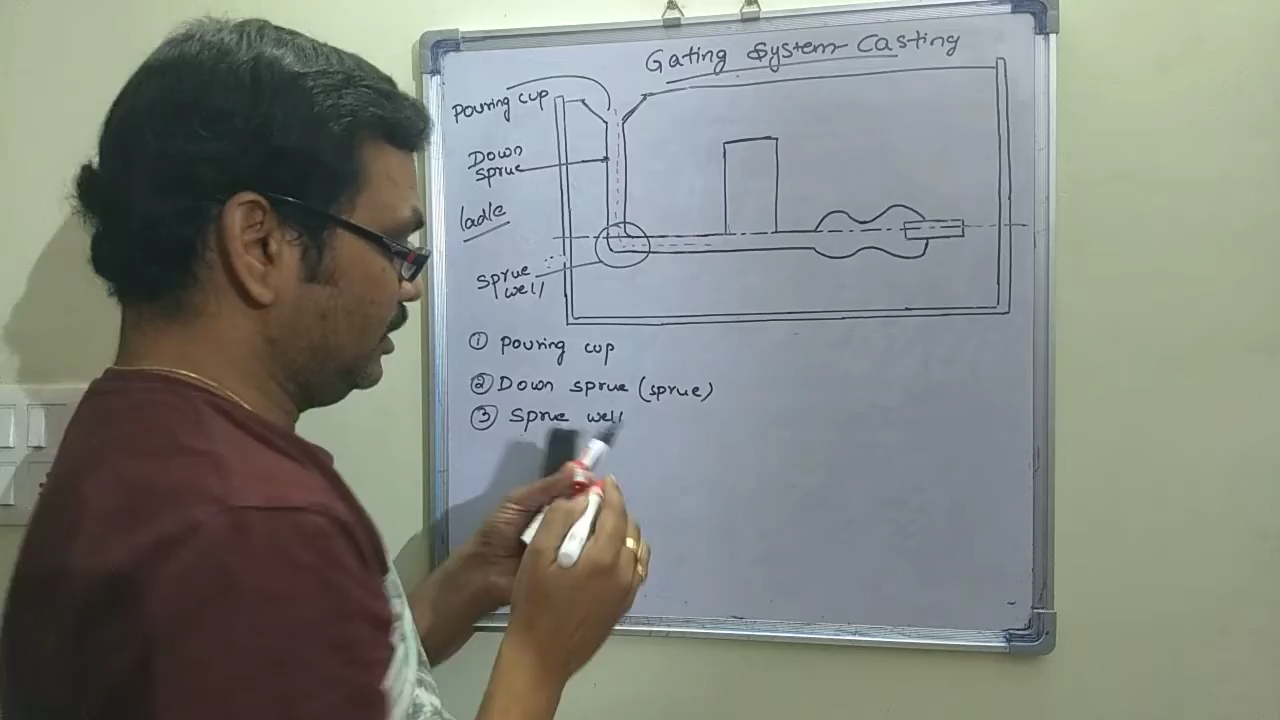 Gating System Casting
Pouring cup
Down
sprue
ladle
Sprue
well
① Pouring cup
② Down sprue (sprue)
③ Sprue well